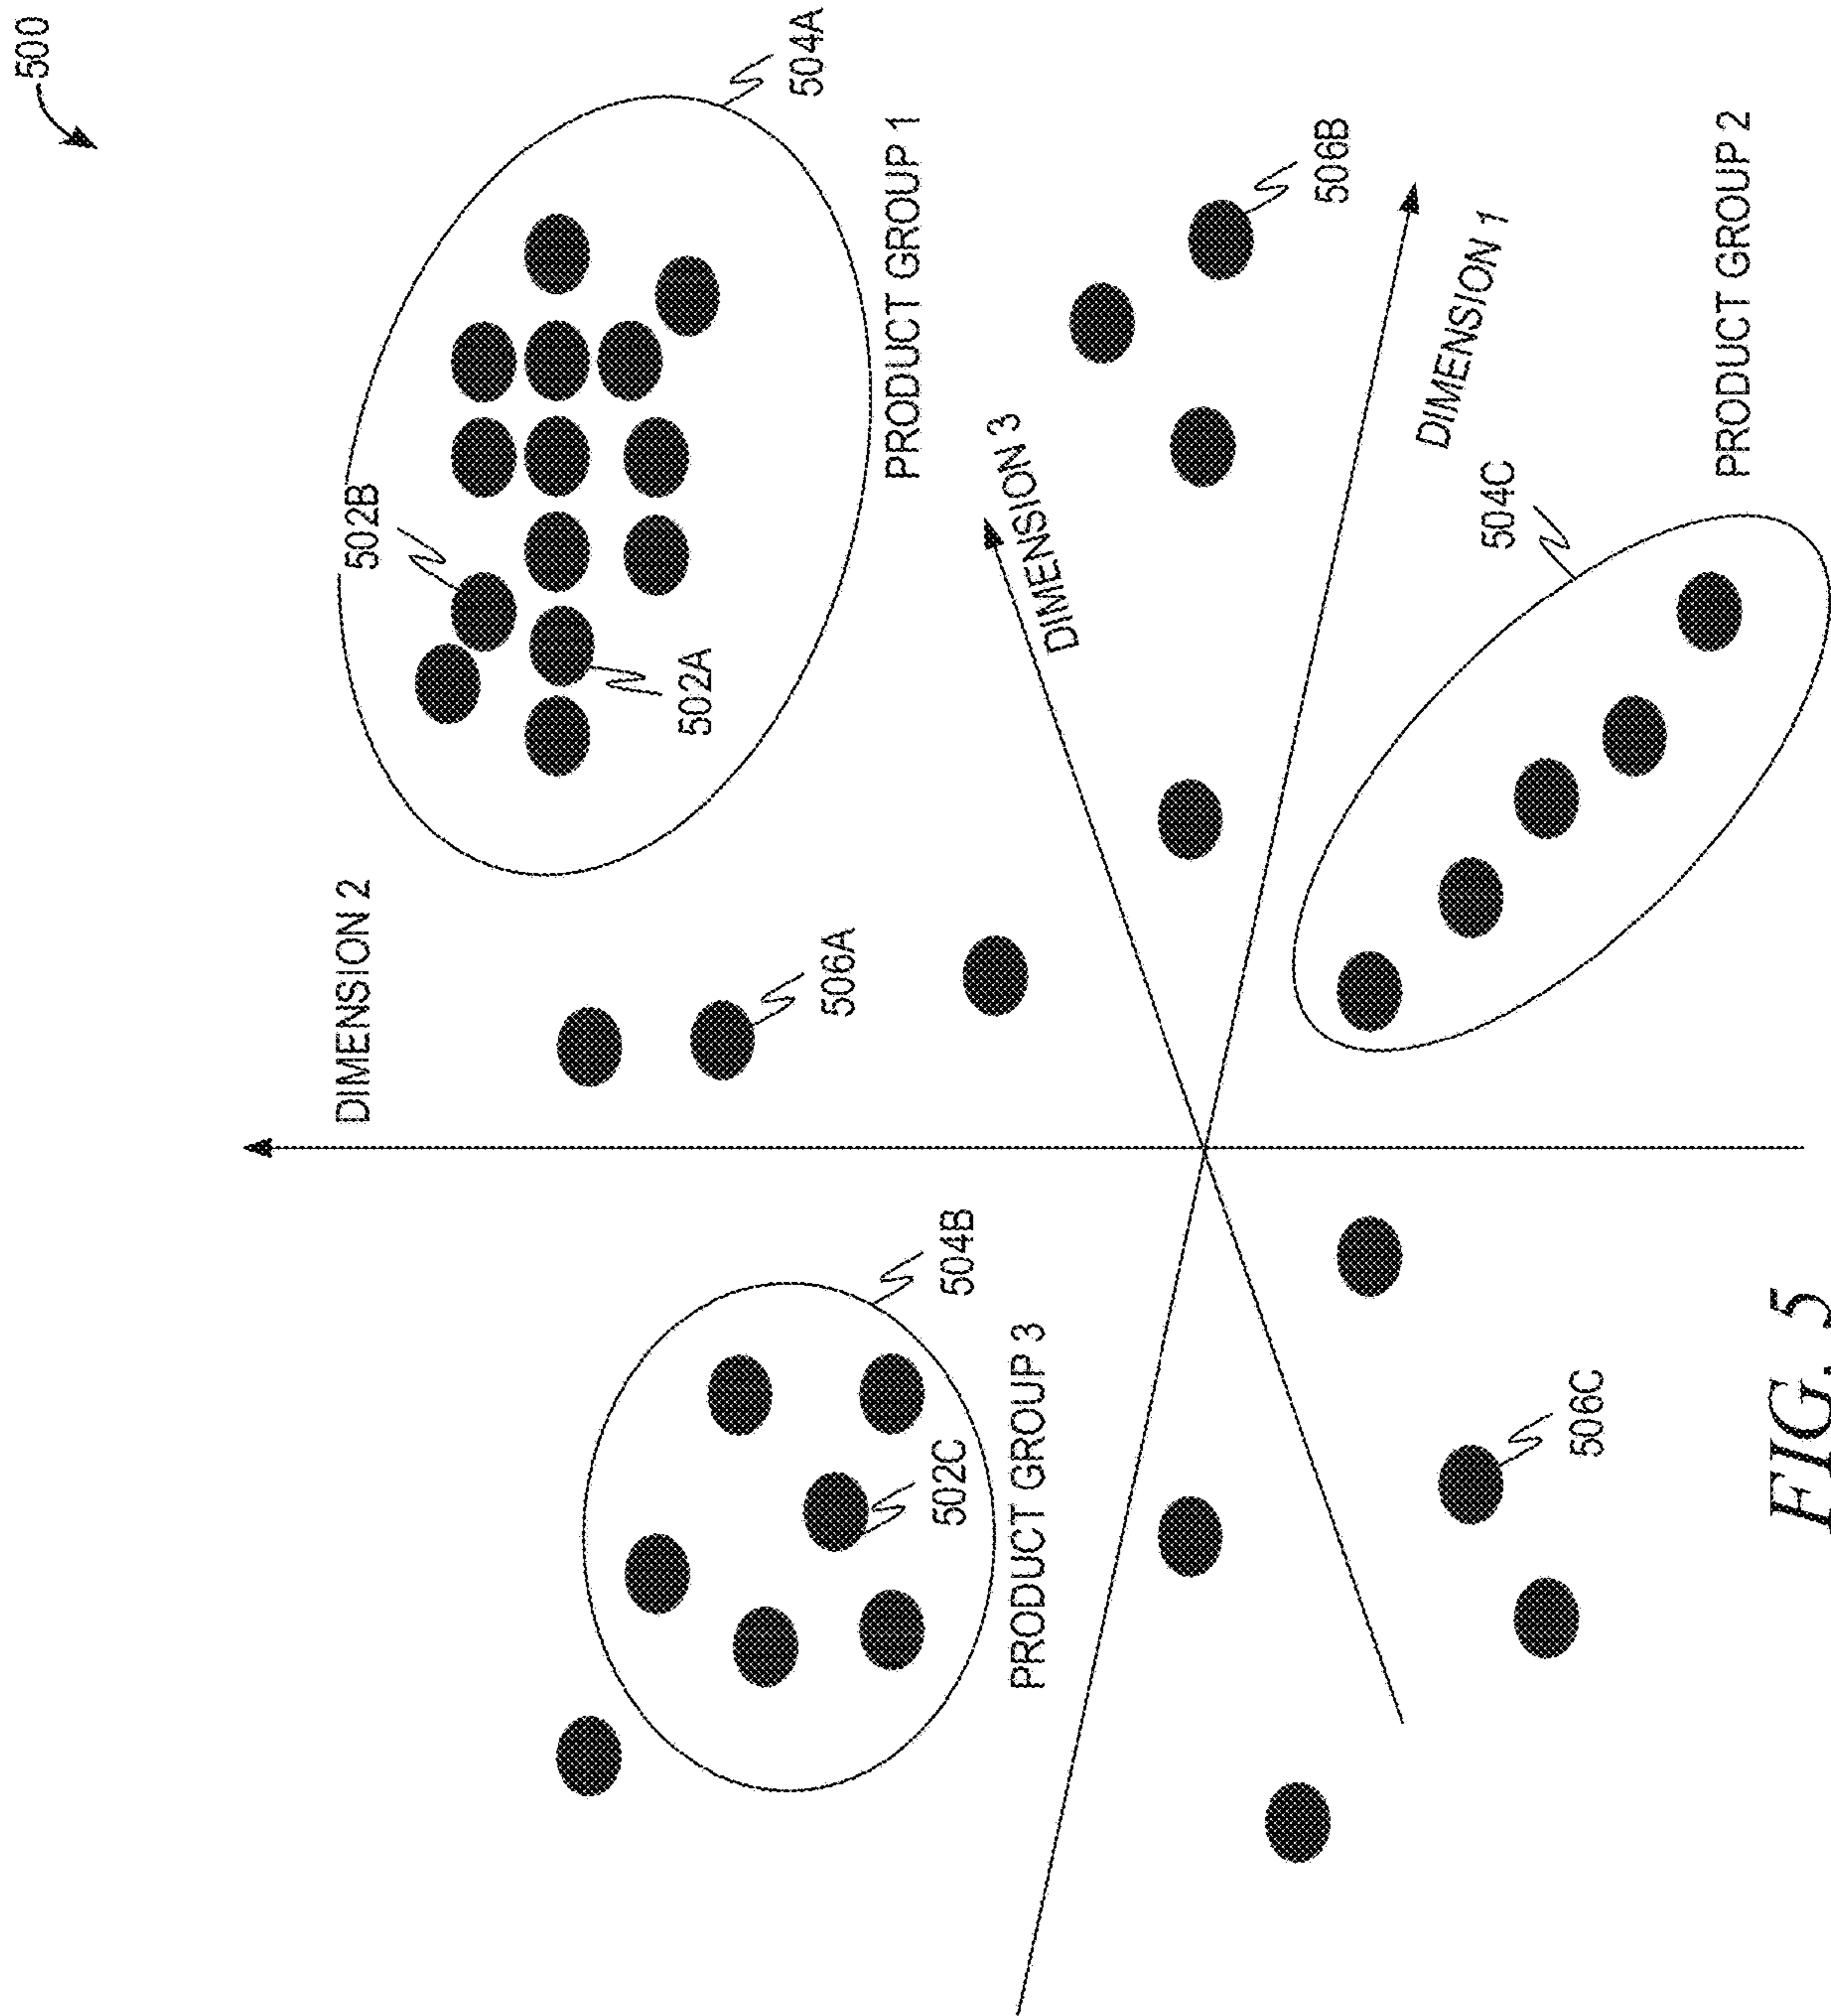 500
DIMENSION 2
502B
504A
502A
506A
PRODUCT GROUP 1
504B
502C
PRODUCT GROUP 3
DIMENSION 3
506B
DIMENSION 1
504C
506C
PRODUCT GROUP 2
FIG. 5